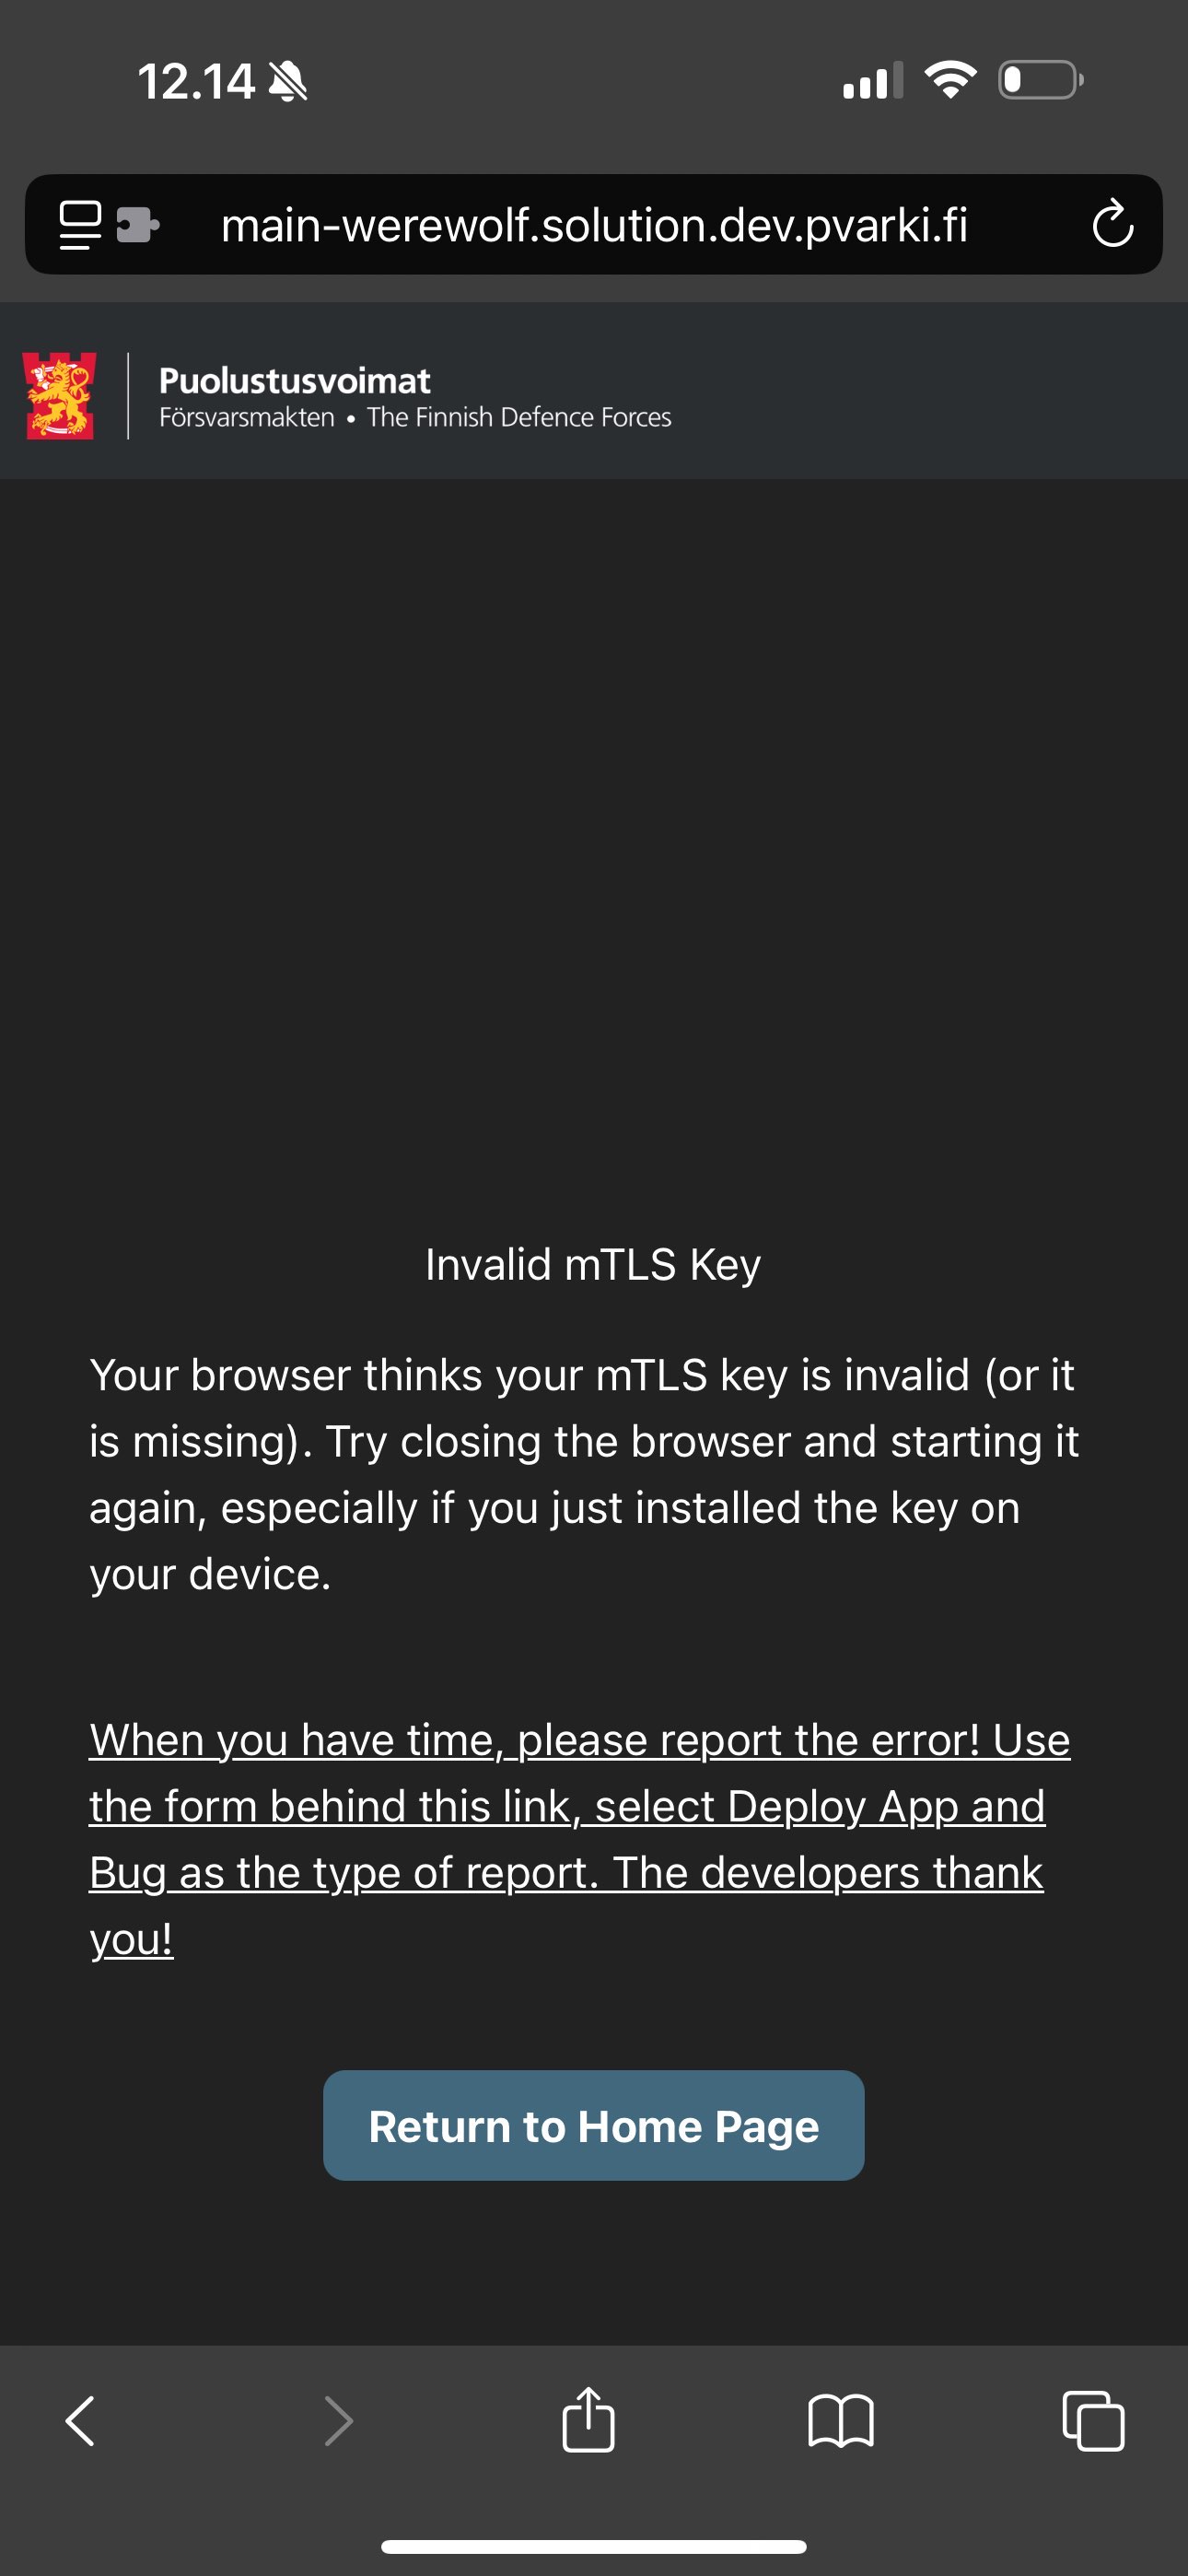 12.14
main-werewolf.solution.dev.pvarki.fi
Puolustusvoimat
Försvarsmakten • The Finnish Defence Forces
Invalid mTLS Key
Your browser thinks your mTLS key is invalid (or it
is missing). Try closing the browser and starting it
again, especially if you just installed the key on
your device.
When you have time, please report the error! Use
the form behind this link, select Deploy App and
Bug as the type of report. The developers thank
you!
Return to Home Page